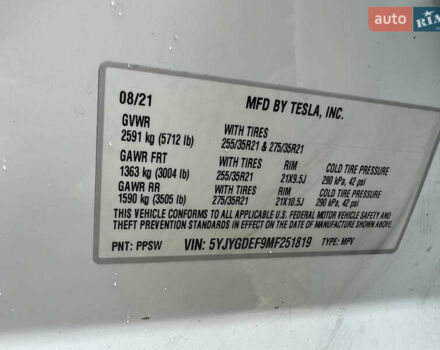 auto RIA
08/21 MFD BY TESLA, INC.
GVWR
2591 kg (5712 lb) WITH TIRES 255/35R21 & 275/35R21
GAWR FRT WITH TIRES RIM COLD TIRE PRESSURE
1363 kg (3004 lb) 255/35R21 21X9.5J 290 kPa, 42 psi
GAWR RR WITH TIRES RIM COLD TIRE PRESSURE
1590 kg (3505 lb) 275/35R21 21X10.5J 290 kPa, 42 psi
THIS VEHICLE CONFORMS TO ALL APPLICABLE U.S. FEDERAL MOTOR VEHICLE SAFETY AND
THEFT PREVENTION STANDARDS IN EFFECT ON THE DATE OF MANUFACTURE SHOWN ABOVE.
PNT: PPSW VIN: 5YJYGDEF9MF251819 TYPE: MPV